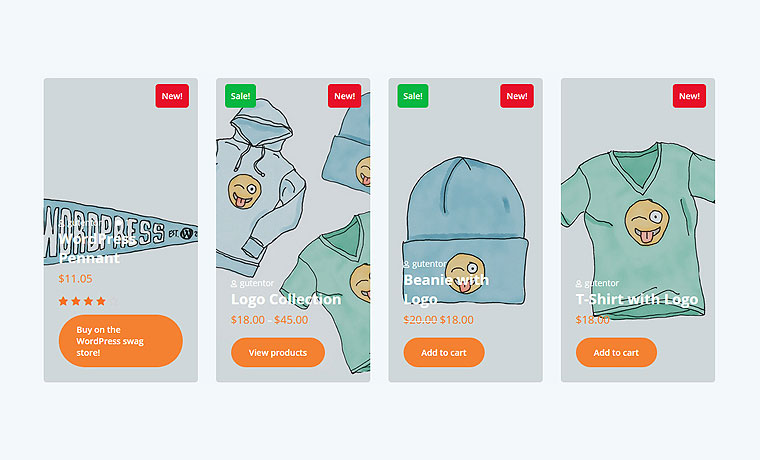 New!
WORDPRESS
EST. 2
WordPress
Pennant
$11.05
Buy on the
WordPress swag
store!
Sale!
New!
gutentor
Logo Collection
$18.00 - $45.00
View products
Sale!
New!
gutentor
Beanie with
Logo
$20.00 $18.00
Add to cart
New!
gutentor
T-Shirt with Logo
$18.00
Add to cart